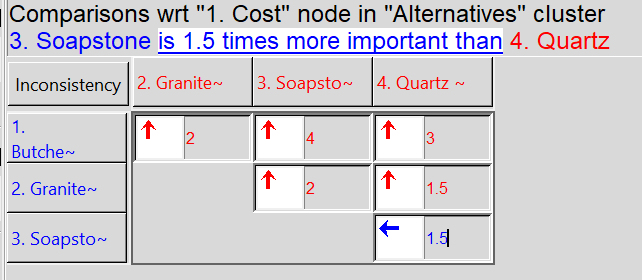 Comparisons wrt "1. Cost" node in "Alternatives" cluster
3. Soapstone is 1.5 times more important than 4. Quartz
Inconsistency 2. Granite~ 3. Soapsto~ 4. Quartz ~
1.
Butche~ 2 4 3
2. Granite~ 2 1.5
3. Soapsto~ 1.5